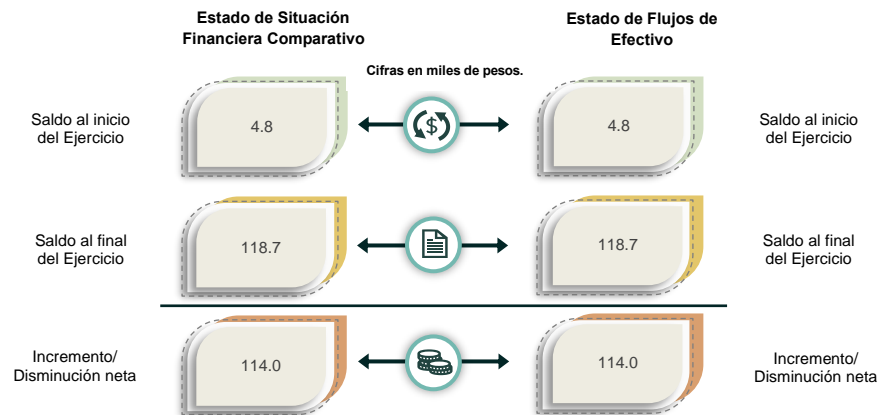 Estado de Situación
Financiera Comparativo
Estado de Flujos de
Efectivo
Cifras en miles de pesos.
Saldo al inicio
del Ejercicio
4.8
$
4.8
Saldo al inicio
del Ejercicio
Saldo al final
del Ejercicio
118.7
118.7
Saldo al final
del Ejercicio
Incremento/
Disminución neta
114.0
114.0
Incremento/
Disminución neta